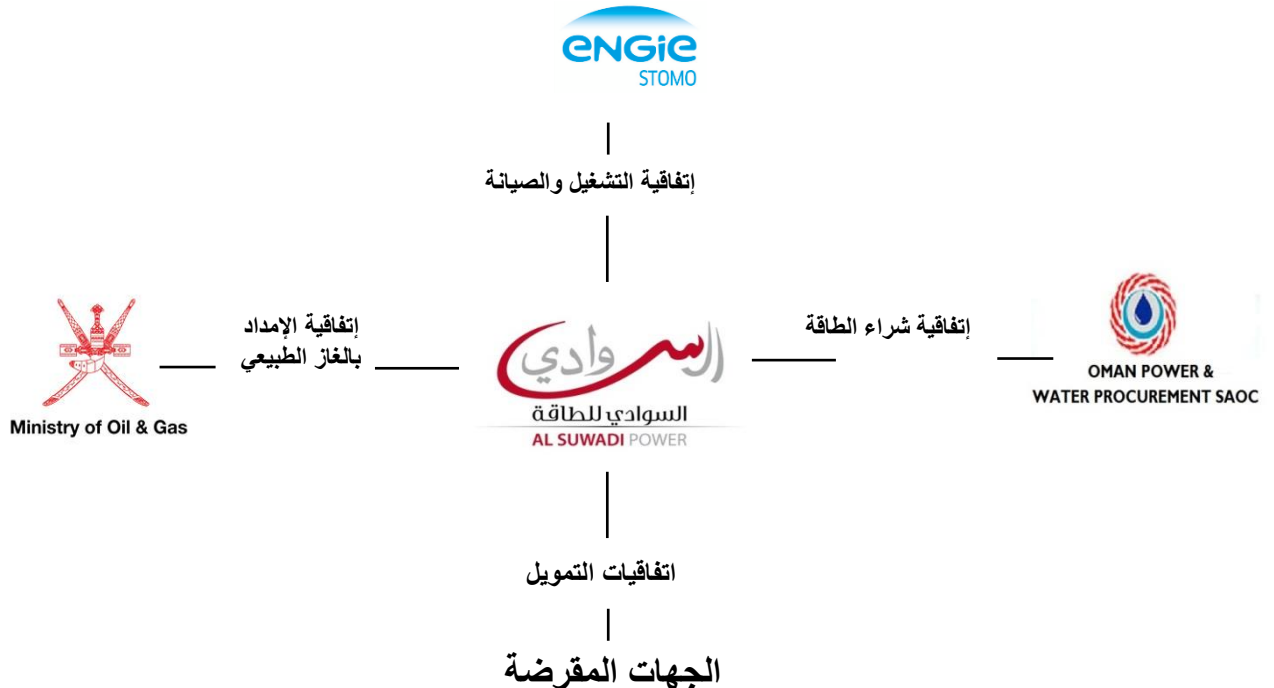 ENGIE
STOMO
إتفاقية التشغيل والصيانة
إتفاقية شراء الطاقة
إتفاقية الإمداد
بالغاز الطبيعي
OMAN POWER &
WATER PROCUREMENT SAOC
السوادي
السوادي للطاقة
AL SUWADI POWER
Ministry of Oil & Gas
اتفاقيات التمويل
الجهات المقرضة